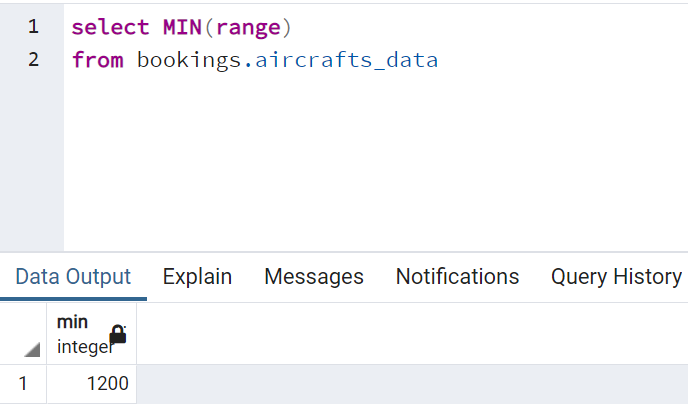 1 select MIN(range)
2 from bookings.aircrafts_data
Data Output Explain Messages Notifications Query History
min
integer
1 1200